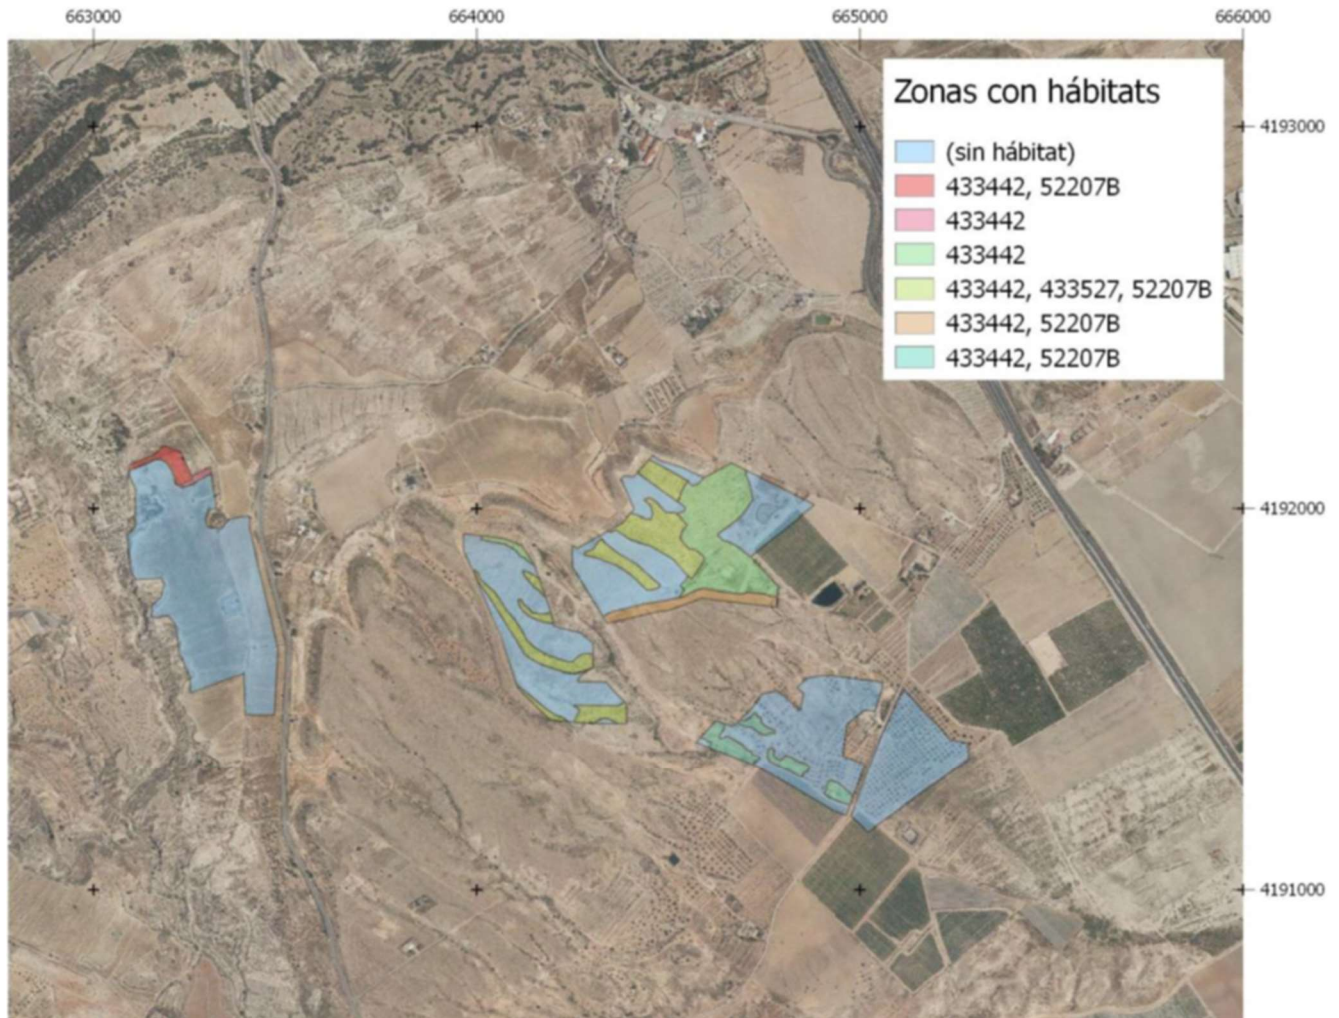 663000 664000 665000 666000
Zonas con hábitats
(sin hábitat)
433442, 52207B
433442
433442
433442, 433527, 52207B
433442, 52207B
433442, 52207B
4193000
4192000
4191000